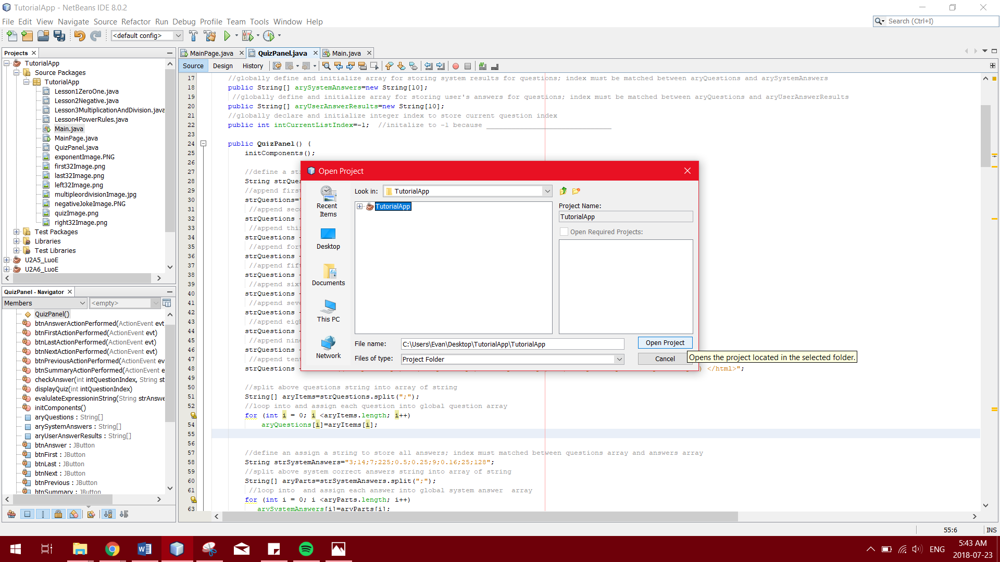 TutorialApp - NetBeans IDE 8.0.2
File Edit View Navigate Source Refactor Run Debug Profile Team Tools Window Help
Search (Ctrl+I)
<default config>
Projects
MainPage.java
QuizPanel.java
Main.java
Source
Design
History
TutorialApp
Source Packages
TutorialApp
Lesson1ZeroOne.java
Lesson2Negative.java
Lesson3MultiplicationAndDivision.java
Lesson4PowerRules.java
Main.java
MainPage.java
QuizPanel.java
exponentImage.PNG
first32Image.png
last32Image.png
left32Image.png
multipleordivisionImage.jpg
negativeJokeImage.PNG
quizImage.png
right32Image.png
Test Packages
Libraries
Test Libraries
U2A5_LuoE
U2A6_LuoE
QuizPanel - Navigator
Members
<empty>
QuizPanel()
btnAnswerActionPerformed(ActionEvent evt
btnFirstActionPerformed(ActionEvent evt)
btnLastActionPerformed(ActionEvent evt)
btnNextActionPerformed(ActionEvent evt)
btnPreviousActionPerformed(ActionEvent ev
btnSummaryActionPerformed(ActionEvent e
checkAnswer(int intQuestionIndex, String st
displayQuiz(int intQuestionIndex)
evalulateExpressioninString(String strAnswe
initComponents()
aryQuestions : String[]
arySystemAnswers : String[]
aryUserAnswerResults : String[]
btnAnswer : JButton
btnFirst : JButton
btnLast : JButton
btnNext : JButton
btnPrevious : JButton
btnSummary : JButton
17 //globally define and initialize array for storing system results for questions; index must be matched between aryQuestions and arySystemAnswers
18 public String[] arySystemAnswers=new String[10];
19 //globally define and initialize array for storing user's answers for questions; index must be matched between aryQuestions and aryUserAnswerResults
20 public String[] aryUserAnswerResults=new String[10];
21 //globally declare and initialize integer index to store current question index
22 public int intCurrentListIndex=-1; //initalize to -1 because ______________________________
23
24 public QuizPanel() {
25 initComponents();
26
27 //define a st
28 String strQues
29 //append first
30 strQuestions="
31 //append seco
32 strQuestions
33 //append thir
34 strQuestions
35 //append fort
36 strQuestions
37 //append fift
38 strQuestions
39 //append sixt
40 strQuestions
41 //append seve
42 strQuestions
43 //append eigh
44 strQuestions
45 //append nine
46 strQuestions
47 //append tent
48 strQuestions ) </html>";
49
50 //split above questions string into array of string
51 String[] aryItems=strQuestions.split(";");
52 //loop into and assign each question into global question array
for (int i = 0; i <aryItems.length; i++)
54 aryQuestions[i]=aryItems[i];
55
56
57 //define an assign a string to store all answers; index must matched between questions array and answers array
58 String strSystemAnswers="3;14;7;225;0.5;0.25;9;0.16;25;128";
59 //split above system correct answers string into array of string
60 String[] aryParts=strSystemAnswers.split(";");
61 //loop into and assign each answer into global system answer array
for (int i = 0; i <aryParts.length; i++)
63 arySystemAnswers[i]=aryParts[i];
Open Project
Look in:
TutorialApp
Recent Items
Desktop
Documents
This PC
Network
TutorialApp
Project Name:
TutorialApp
Open Required Projects:
File name:
C:\Users\Evan\Desktop\TutorialApp\TutorialApp
Files of type:
Project Folder
Open Project
Cancel
Opens the project located in the selected folder.
55:6
INS
ENG
5:43 AM
2018-07-23